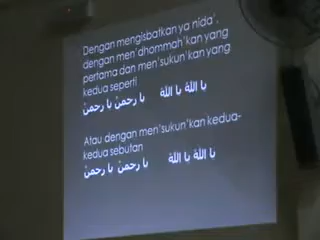 Dengan mengisbatkan ya nida',
dengan men'dhommah'kan yang
pertama dan men'sukun'kan yang
kedua seperti
يا اللهُ يا اللهْ يا رحمنُ يا رحمنْ
Atau dengan men'sukun'kan kedua-
kedua sebutan
يا اللهْ يا اللهْ يا رحمنْ يا رحمنْ